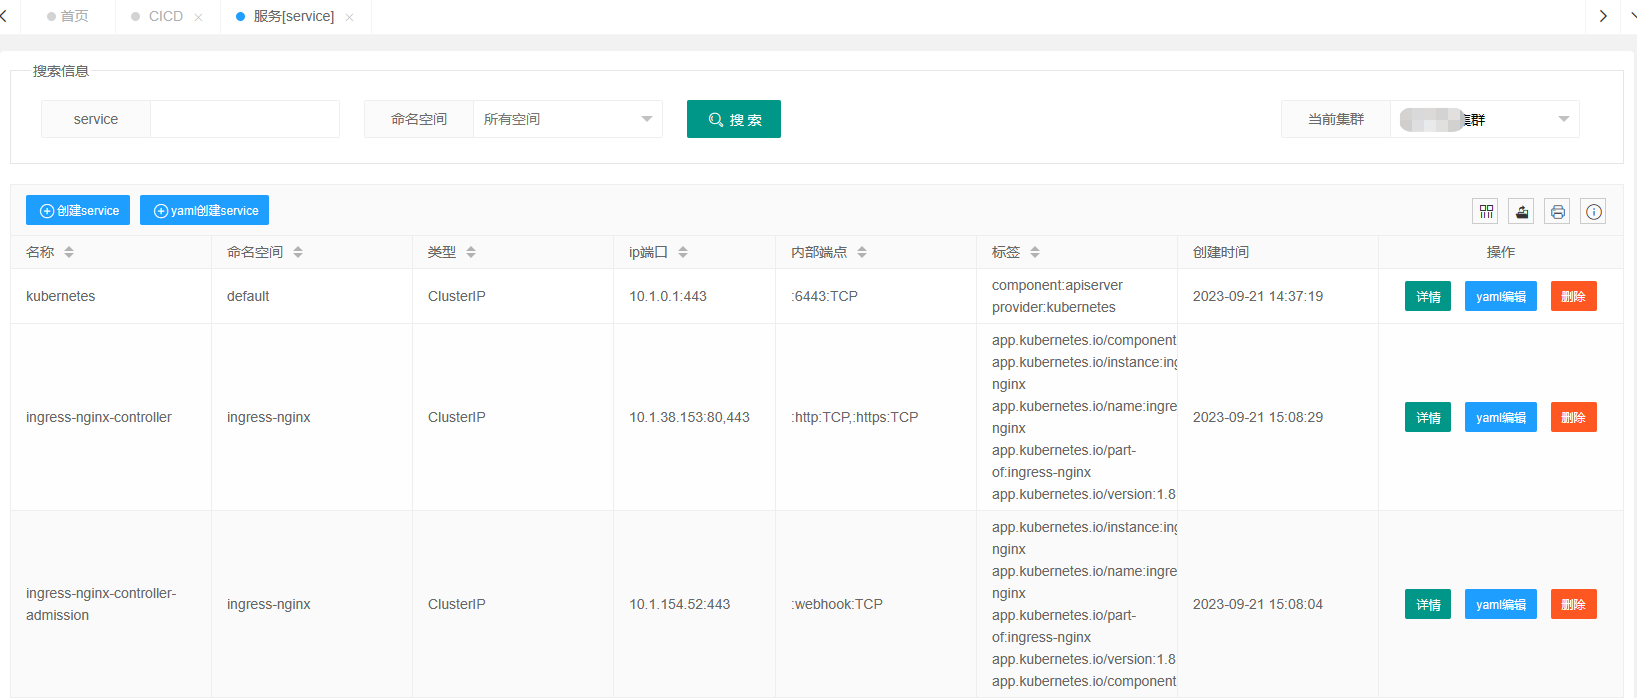 首页
CICD
服务[service]
搜索信息
service
命名空间
所有空间
搜 索
当前集群
集群
创建service
yaml创建service
名称
命名空间
类型
ip端口
内部端点
标签
创建时间
操作
kubernetes
default
ClusterIP
10.1.0.1:443
:6443:TCP
component:apiserver
provider:kubernetes
2023-09-21 14:37:19
详情
yaml编辑
删除
ingress-nginx-controller
ingress-nginx
ClusterIP
10.1.38.153:80,443
:http:TCP,:https:TCP
app.kubernetes.io/component
app.kubernetes.io/instance:ing
nginx
app.kubernetes.io/name:ingre
nginx
app.kubernetes.io/part-
of:ingress-nginx
app.kubernetes.io/version:1.8
2023-09-21 15:08:29
详情
yaml编辑
删除
ingress-nginx-controller-
admission
ingress-nginx
ClusterIP
10.1.154.52:443
:webhook:TCP
app.kubernetes.io/instance:ing
nginx
app.kubernetes.io/name:ingre
nginx
app.kubernetes.io/part-
of:ingress-nginx
app.kubernetes.io/version:1.8
app.kubernetes.io/component
2023-09-21 15:08:04
详情
yaml编辑
删除